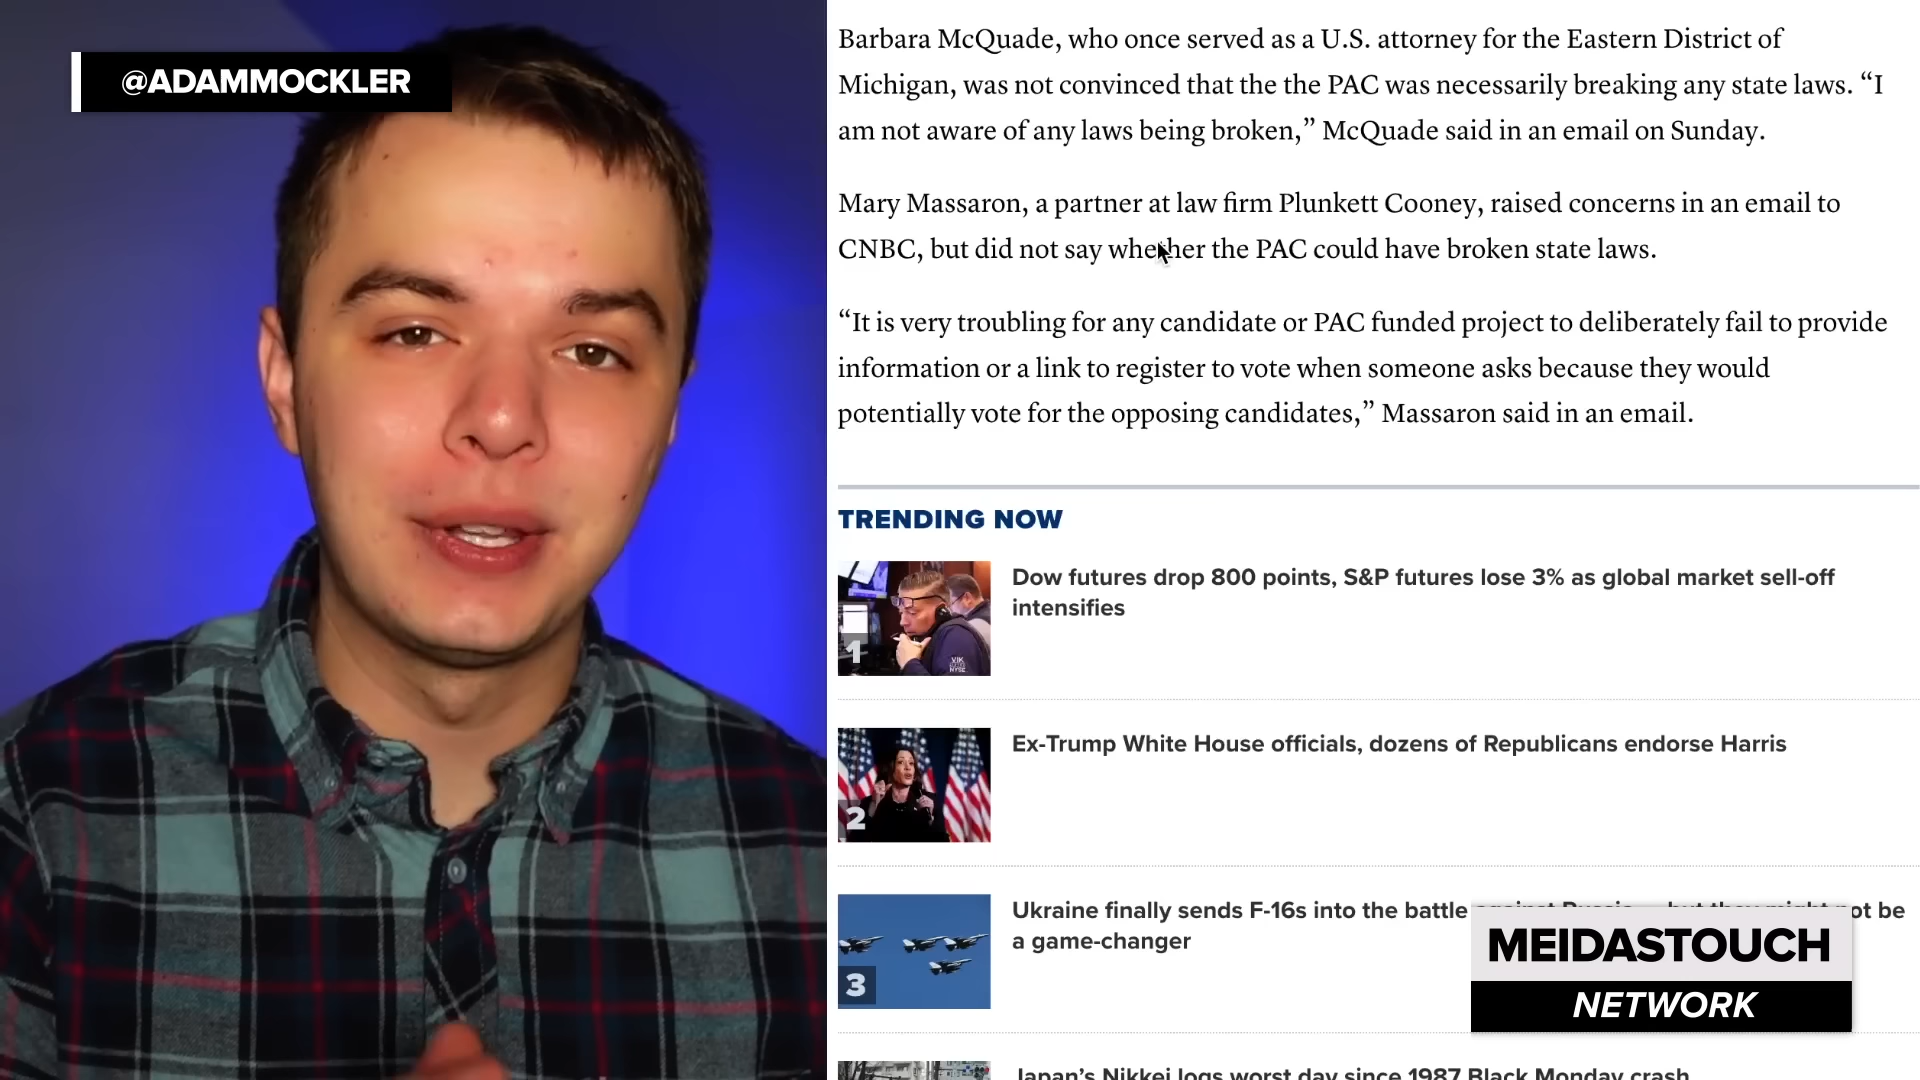 @ADAMMOCKLER
Barbara McQuade, who once served as a U.S. attorney for the Eastern District of
Michigan, was not convinced that the the PAC was necessarily breaking any state laws. “I
am not aware of any laws being broken,” McQuade said in an email on Sunday.
Mary Massaron, a partner at law firm Plunkett Cooney, raised concerns in an email to
CNBC, but did not say whether the PAC could have broken state laws.
“It is very troubling for any candidate or PAC funded project to deliberately fail to provide
information or a link to register to vote when someone asks because they would
potentially vote for the opposing candidates,” Massaron said in an email.
TRENDING NOW
1
Dow futures drop 800 points, S&P futures lose 3% as global market sell-off
intensifies
2
Ex-Trump White House officials, dozens of Republicans endorse Harris
3
Ukraine finally sends F-16s into the battle against Russia — but they might not be
a game-changer
MEIDASTOUCH
NETWORK
Japan’s Nikkei logs worst day since 1987 Black Monday crash